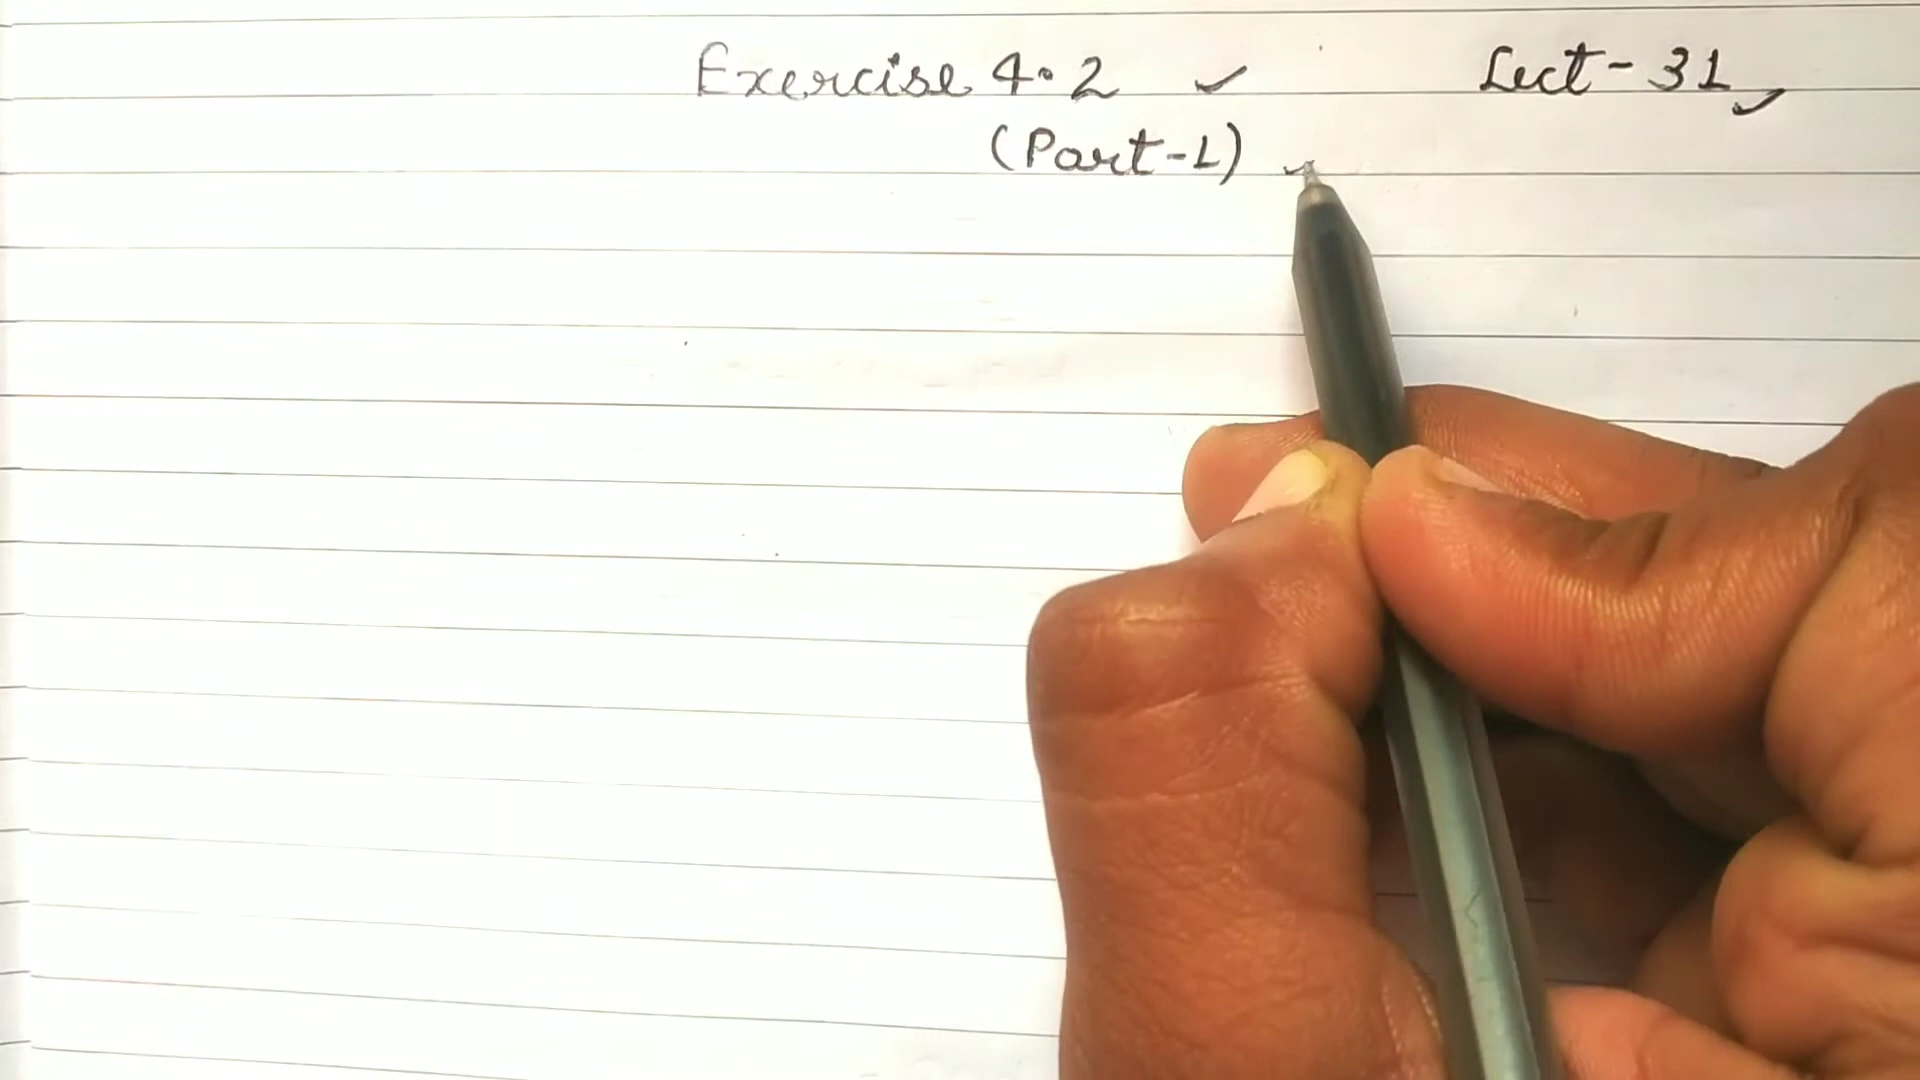 Exercise 4.2 ✓ Lect-31 ✓
(Part-1) ✓